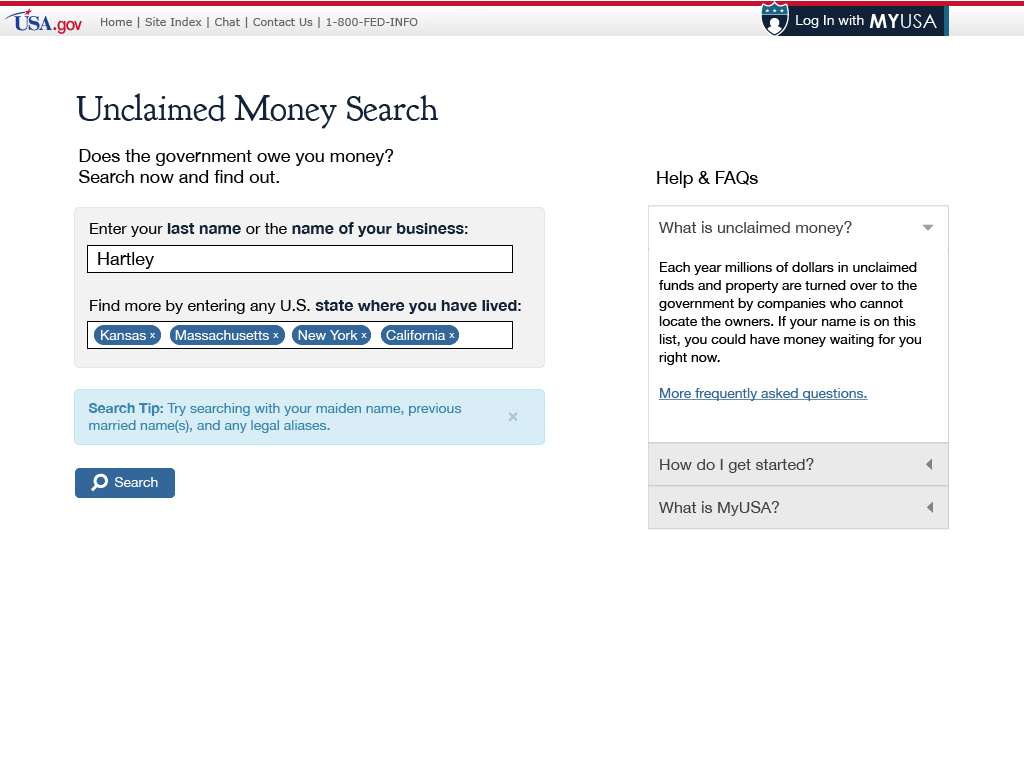 USA.gov
Home | Site Index | Chat | Contact Us | 1-800-FED-INFO
Log In with MYUSA
Unclaimed Money Search
Does the government owe you money?
Search now and find out.
Enter your last name or the name of your business:
Hartley
Find more by entering any U.S. state where you have lived:
Kansas x Massachusetts x New York x California x
Search Tip: Try searching with your maiden name, previous
married name(s), and any legal aliases.
×
Search
Help & FAQs
What is unclaimed money?
Each year millions of dollars in unclaimed
funds and property are turned over to the
government by companies who cannot
locate the owners. If your name is on this
list, you could have money waiting for you
right now.
More frequently asked questions.
How do I get started?
What is MyUSA?